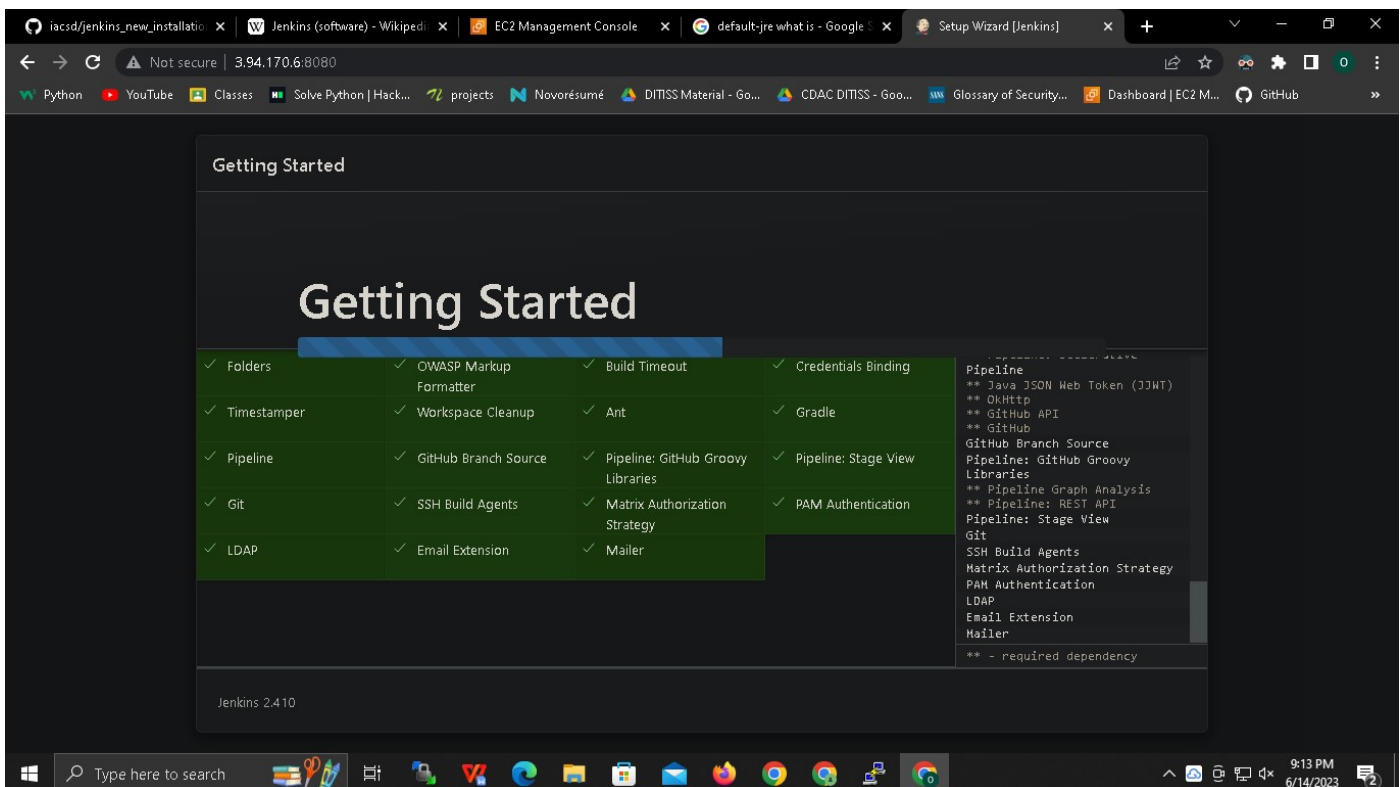 iacsd/jenkins_new_installatio
Jenkins (software) - Wikipedi
EC2 Management Console
default-jre what is - Google S
Setup Wizard [Jenkins]
Not secure | 3.94.170.6:8080
O
Python
YouTube
Classes
Solve Python | Hack...
projects
Novorésumé
DITISS Material - Go...
CDAC DITISS - Goo...
Glossary of Security...
Dashboard | EC2 M...
GitHub
»
Getting Started
Getting Started
Folders
OWASP Markup
Formatter
Build Timeout
Credentials Binding
Timestamper
Workspace Cleanup
Ant
Gradle
Pipeline
GitHub Branch Source
Pipeline: GitHub Groovy
Libraries
Pipeline: Stage View
Git
SSH Build Agents
Matrix Authorization
Strategy
PAM Authentication
LDAP
Email Extension
Mailer
Pipeline
** Java JSON Web Token (JJWT)
** OkHttp
** GitHub API
** GitHub
GitHub Branch Source
Pipeline: GitHub Groovy
Libraries
** Pipeline Graph Analysis
** Pipeline: REST API
Pipeline: Stage View
Git
SSH Build Agents
Matrix Authorization Strategy
PAM Authentication
LDAP
Email Extension
Mailer
** - required dependency
Jenkins 2.410
Type here to search
9:13 PM
6/14/2023
2